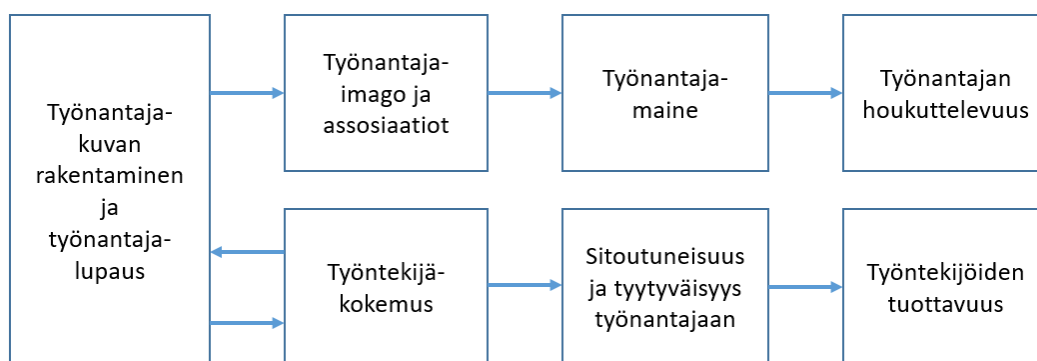 Työnantaja-
kuvan
rakentaminen
ja
työnantaja-
lupaus
Työnantaja-
imago ja
assosiaatiot
Työnantaja-
maine
Työnantajan
houkuttelevuus
Työntekijä-
kokemus
Sitoutuneisuus
ja tyytyväisyys
työnantajaan
Työntekijöiden
tuottavuus